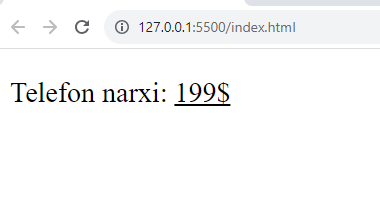 127.0.0.1:5500/index.html
Telefon narxi: 199$